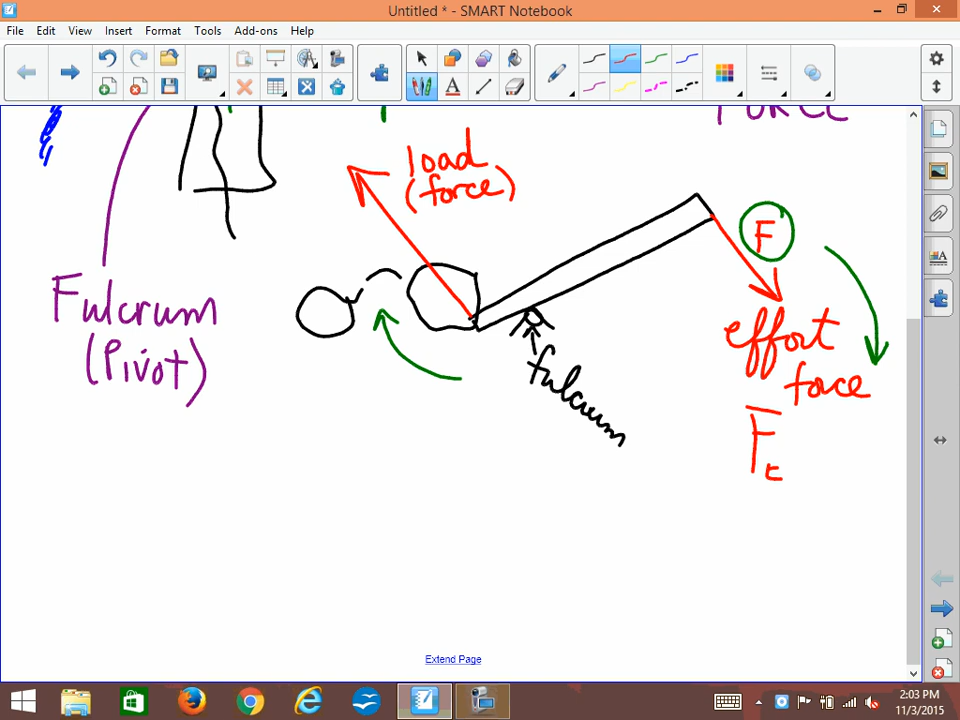 Untitled * - SMART Notebook
File Edit View Insert Format Tools Add-ons Help
FORCE
load
(force)
F
Fulcrum
(Pivot)
effort
force
fulcrum
Extend Page
2:03 PM
11/3/2015